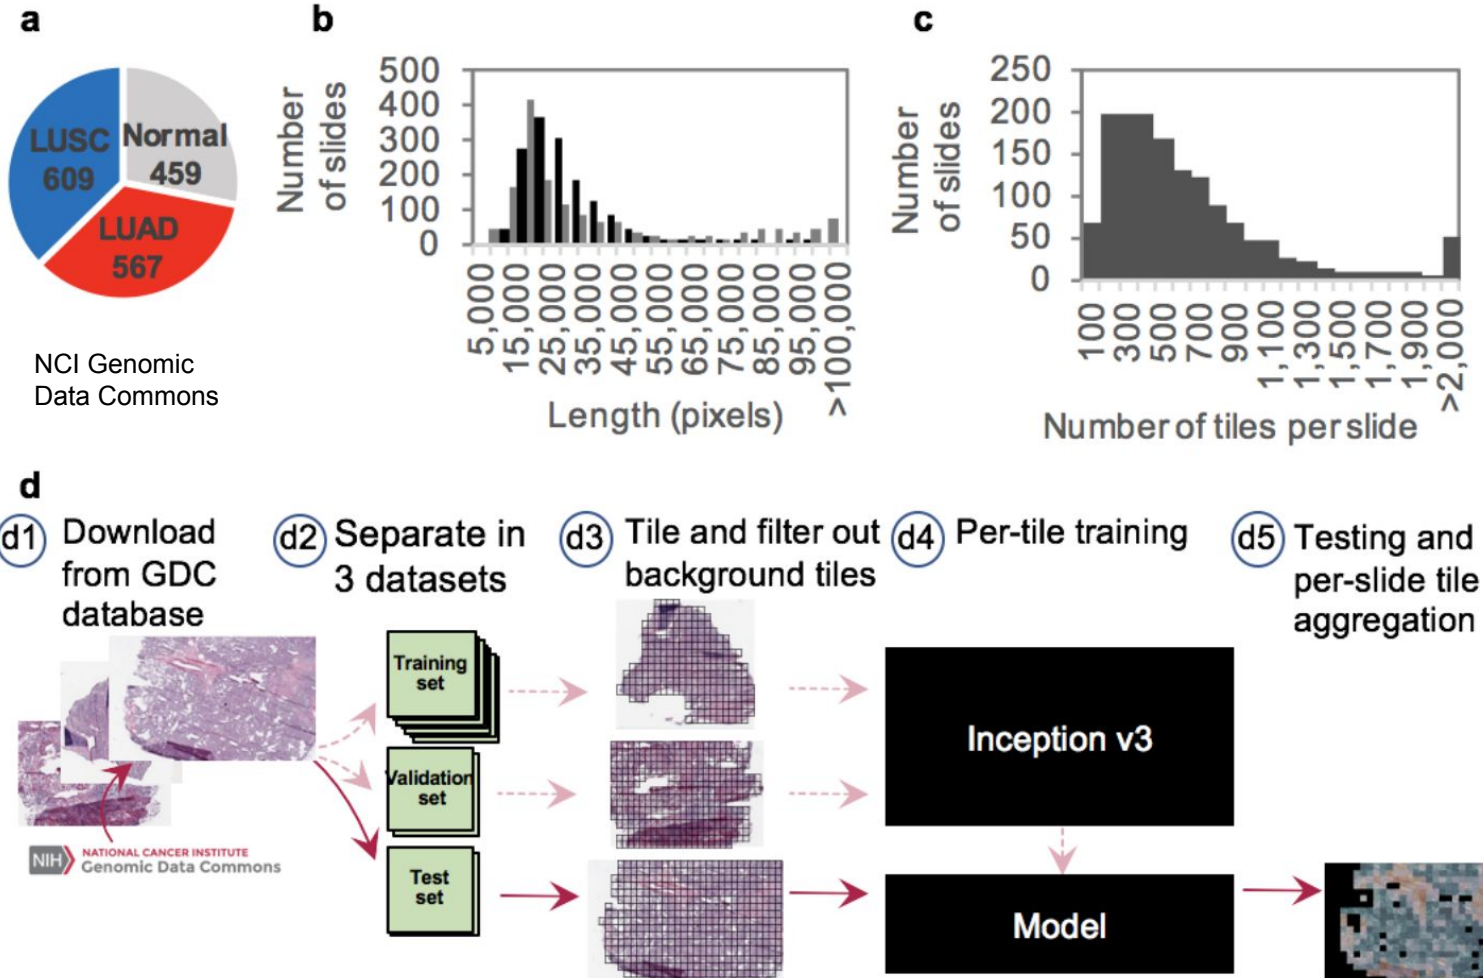 a
LUSC
609
Normal
459
LUAD
567
NCI Genomic
Data Commons
b
Number
of slides
500
400
300
200
100
0
5,000
15,000
25,000
35,000
45,000
55,000
65,000
75,000
85,000
95,000
>100,000
Length (pixels)
c
Number
of slides
250
200
150
100
50
0
100
300
500
700
900
1,100
1,300
1,500
1,700
1,900
>2,000
Number of tiles per slide
d
d1 Download
from GDC
database
d2 Separate in
3 datasets
d3 Tile and filter out
background tiles
d4 Per-tile training
d5 Testing and
per-slide tile
aggregation
Training
set
Validation
set
Test
set
Inception v3
Model
NIH NATIONAL CANCER INSTITUTE
Genomic Data Commons